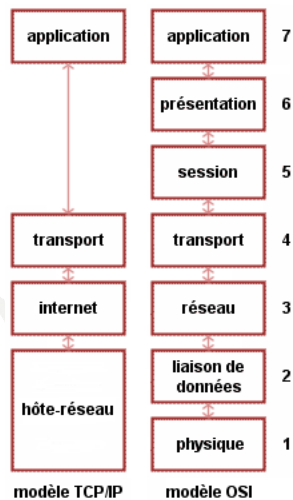 application application 7
présentation 6
session 5
transport transport 4
internet réseau 3
liaison de
données 2
hôte-réseau
physique 1
modèle TCP/IP modèle OSI